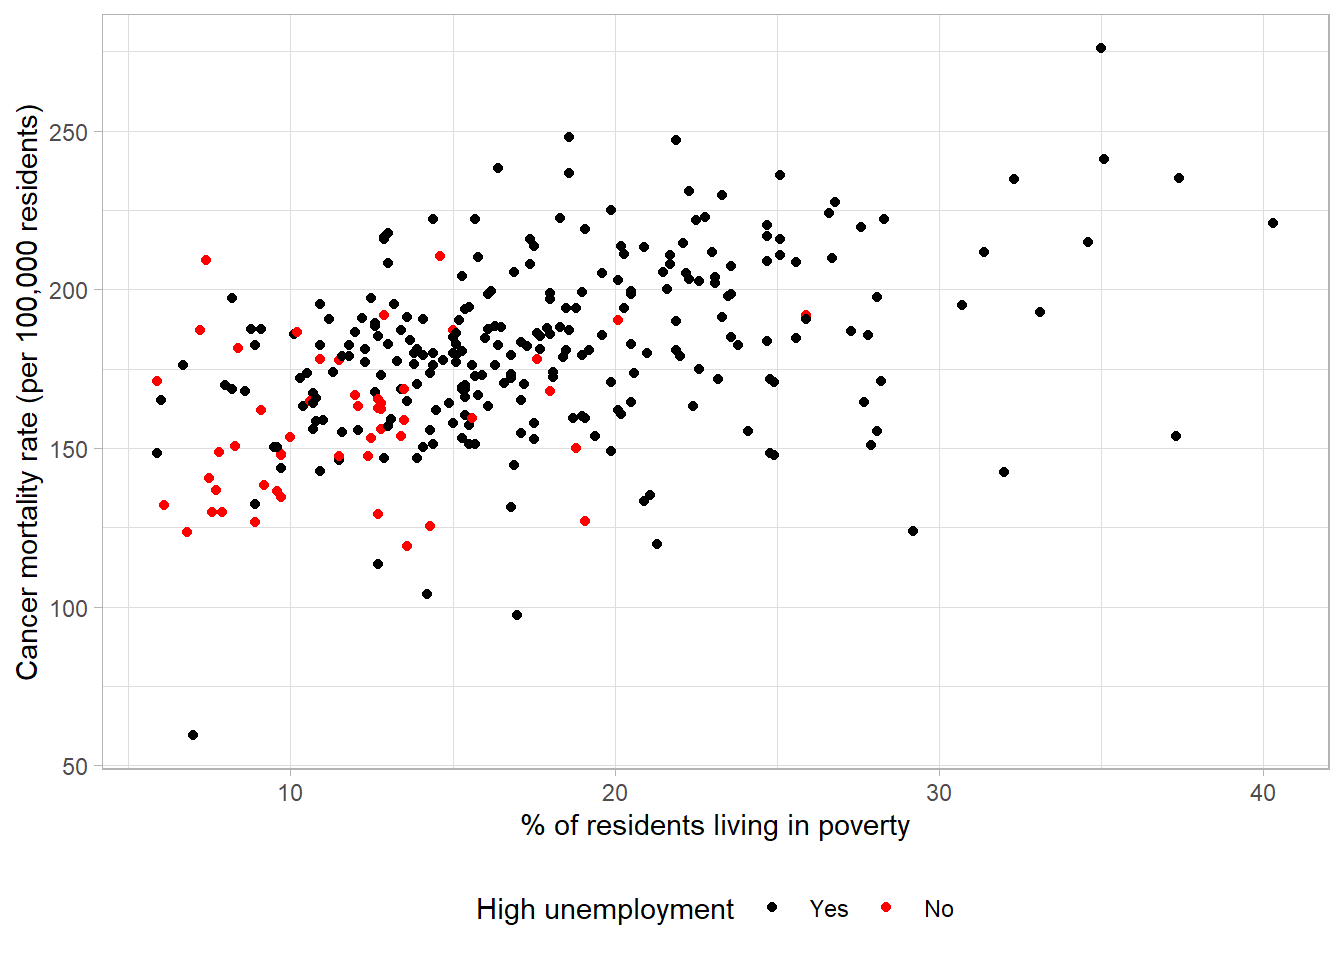 Cancer mortality rate (per 100,000 residents)
250
200
150
100
50
10 20 30 40
% of residents living in poverty
High unemployment Yes No